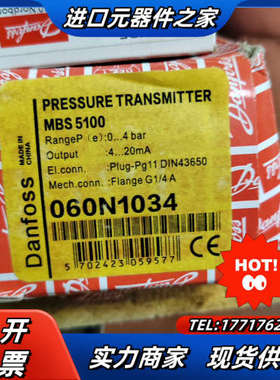 进口元器件之家
Danfoss
MADE IN
CHINA
PRESSURE TRANSMITTER
MBS 5100
RangeP (e):0...4 bar
Output :4...20mA
El.conn. :Plug-Pg11 DIN43650
Mech.conn. :Flange G1/4 A
060N1034
CE
5 702423 059577
HOT!
开票
TEL:1771762
实力商家 现货供